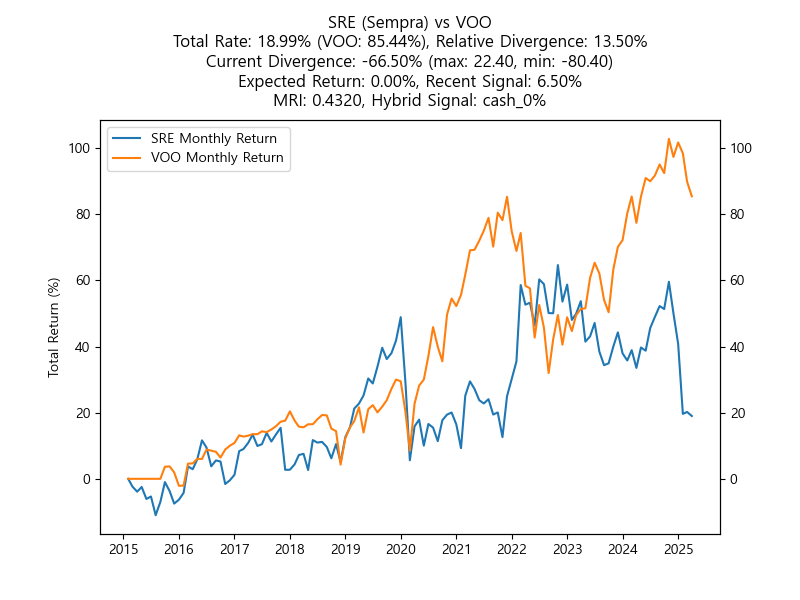 SRE (Sempra) vs VOO
Total Rate: 18.99% (VOO: 85.44%), Relative Divergence: 13.50%
Current Divergence: -66.50% (max: 22.40, min: -80.40)
Expected Return: 0.00%, Recent Signal: 6.50%
MRI: 0.4320, Hybrid Signal: cash_0%
SRE Monthly Return
VOO Monthly Return
Total Return (%)
100
80
60
40
20
0
100
80
60
40
20
0
2015 2016 2017 2018 2019 2020 2021 2022 2023 2024 2025